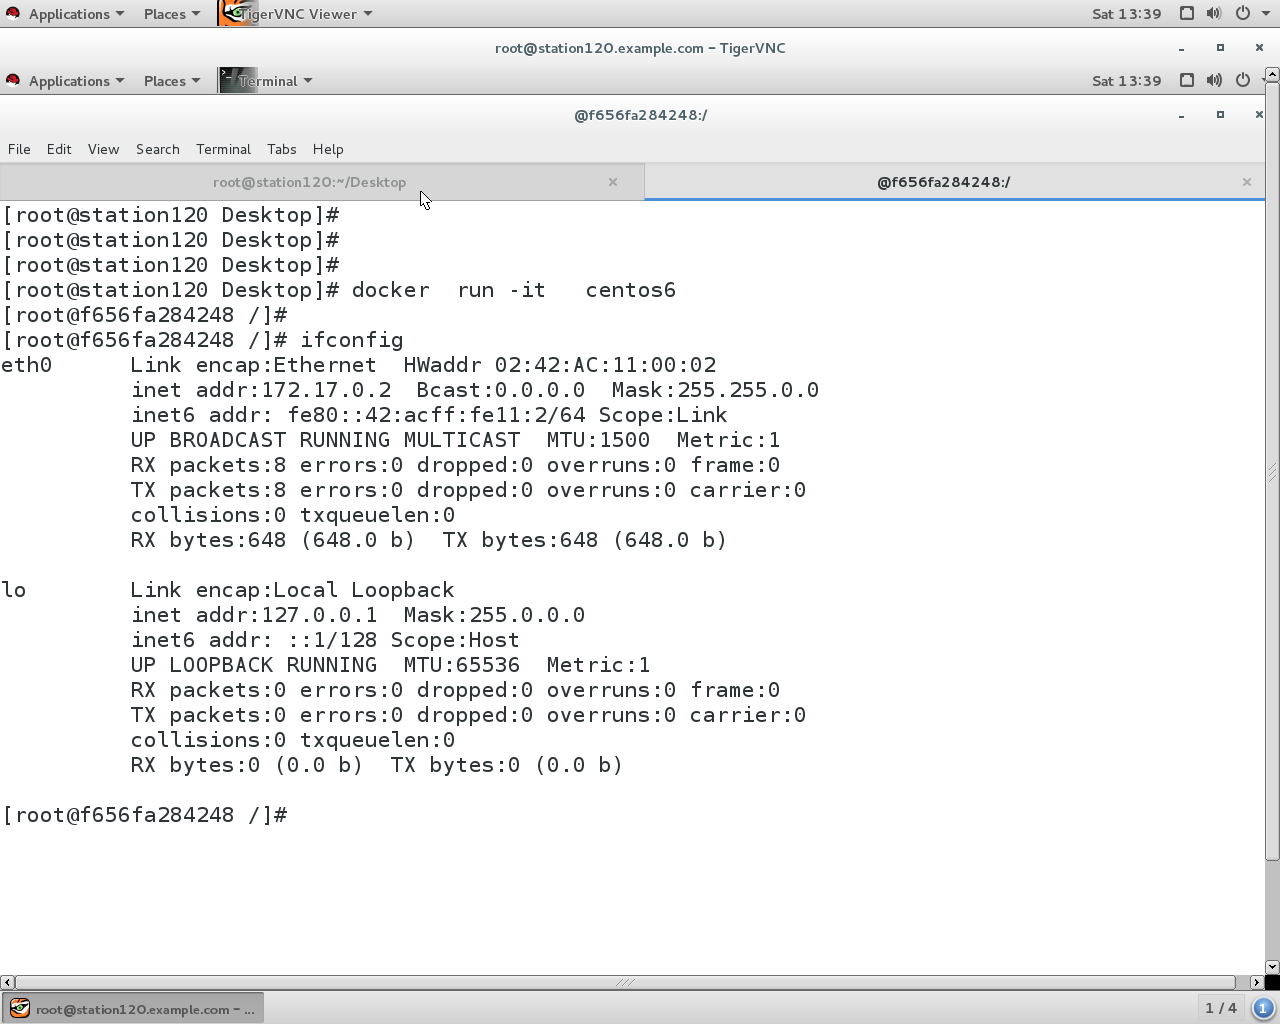 Applications Places TigerVNC Viewer Sat 13:39
root@station120.example.com - TigerVNC
Applications Places Terminal Sat 13:39
@f656fa284248:/
File Edit View Search Terminal Tabs Help
root@station120:~/Desktop @f656fa284248:/
[root@station120 Desktop]#
[root@station120 Desktop]#
[root@station120 Desktop]#
[root@station120 Desktop]# docker  run -it   centos6
[root@f656fa284248 /]#
[root@f656fa284248 /]# ifconfig
eth0      Link encap:Ethernet  HWaddr 02:42:AC:11:00:02
          inet addr:172.17.0.2  Bcast:0.0.0.0  Mask:255.255.0.0
          inet6 addr: fe80::42:acff:fe11:2/64 Scope:Link
          UP BROADCAST RUNNING MULTICAST  MTU:1500  Metric:1
          RX packets:8 errors:0 dropped:0 overruns:0 frame:0
          TX packets:8 errors:0 dropped:0 overruns:0 carrier:0
          collisions:0 txqueuelen:0
          RX bytes:648 (648.0 b)  TX bytes:648 (648.0 b)

lo        Link encap:Local Loopback
          inet addr:127.0.0.1  Mask:255.0.0.0
          inet6 addr: ::1/128 Scope:Host
          UP LOOPBACK RUNNING  MTU:65536  Metric:1
          RX packets:0 errors:0 dropped:0 overruns:0 frame:0
          TX packets:0 errors:0 dropped:0 overruns:0 carrier:0
          collisions:0 txqueuelen:0
          RX bytes:0 (0.0 b)  TX bytes:0 (0.0 b)

[root@f656fa284248 /]#
root@station120.example.com - ... 1 / 4 1